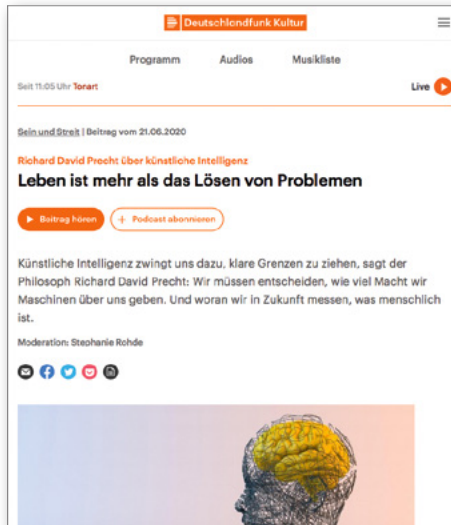 Deutschlandfunk Kultur
Programm Audios Musikliste
Seit 11:05 Uhr Tonart Live
Sein und Streit | Beitrag vom 21.06.2020
Richard David Precht über künstliche Intelligenz
Leben ist mehr als das Lösen von Problemen
Beitrag hören + Podcast abonnieren
Künstliche Intelligenz zwingt uns dazu, klare Grenzen zu ziehen, sagt der
Philosoph Richard David Precht: Wir müssen entscheiden, wie viel Macht wir
Maschinen über uns geben. Und woran wir in Zukunft messen, was menschlich
ist.
Moderation: Stephanie Rohde